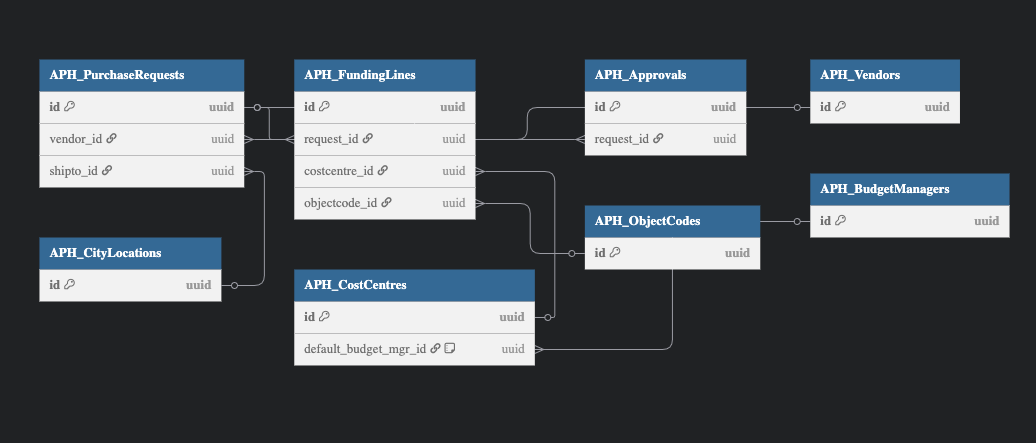 APH_PurchaseRequests
id uuid
vendor_id uuid
shipto_id uuid
APH_FundingLines
id uuid
request_id uuid
costcentre_id uuid
objectcode_id uuid
APH_Approvals
id uuid
request_id uuid
APH_Vendors
id uuid
APH_BudgetManagers
id uuid
APH_ObjectCodes
id uuid
APH_CityLocations
id uuid
APH_CostCentres
id uuid
default_budget_mgr_id uuid